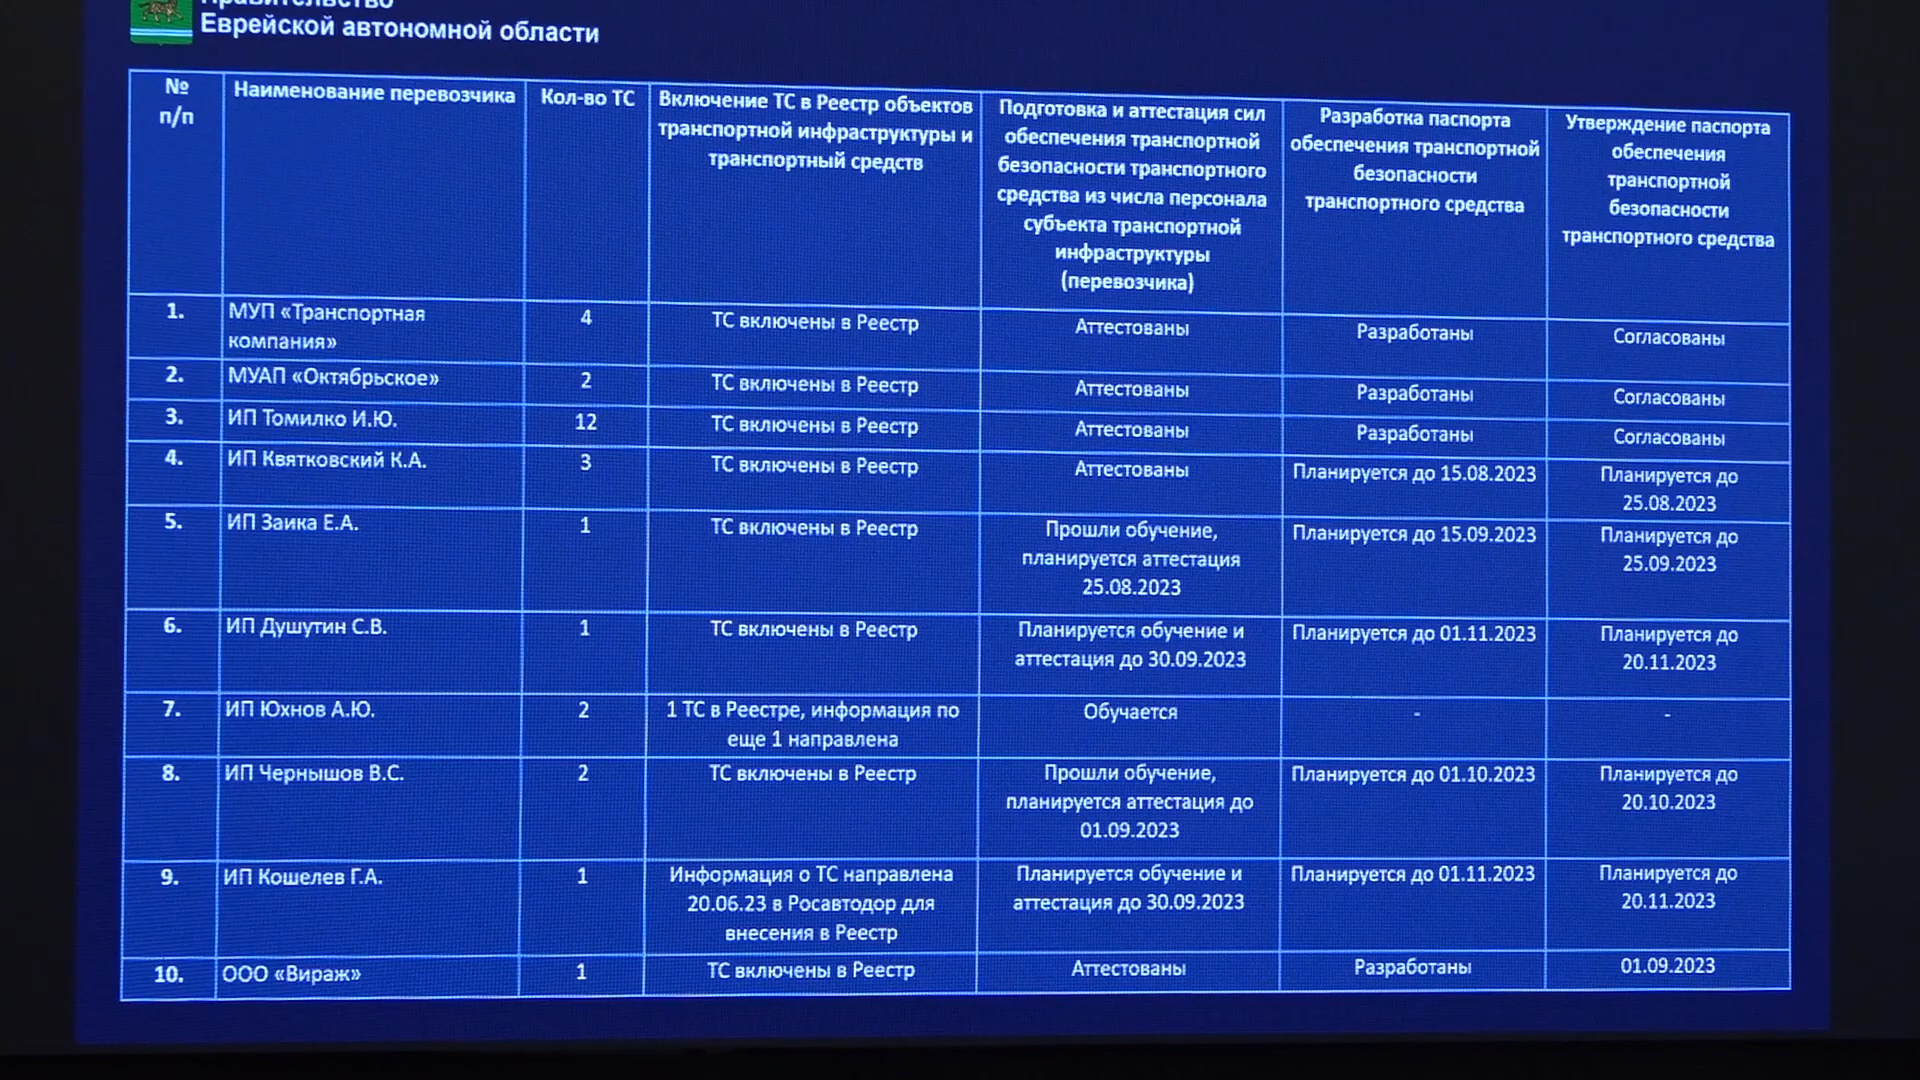 Правительство
Еврейской автономной области
№ п/п
Наименование перевозчика
Кол-во ТС
Включение ТС в Реестр объектов
транспортной инфраструктуры и
транспортный средств
Подготовка и аттестация сил
обеспечения транспортной
безопасности транспортного
средства из числа персонала
субъекта транспортной
инфраструктуры
(перевозчика)
Разработка паспорта
обеспечения транспортной
безопасности
транспортного средства
Утверждение паспорта
обеспечения
транспортной
безопасности
транспортного средства
1.
МУП «Транспортная
компания»
4
ТС включены в Реестр
Аттестованы
Разработаны
Согласованы
2.
МУАП «Октябрьское»
2
ТС включены в Реестр
Аттестованы
Разработаны
Согласованы
3.
ИП Томилко И.Ю.
12
ТС включены в Реестр
Аттестованы
Разработаны
Согласованы
4.
ИП Квятковский К.А.
3
ТС включены в Реестр
Аттестованы
Планируется до 15.08.2023
Планируется до
25.08.2023
5.
ИП Заика Е.А.
1
ТС включены в Реестр
Прошли обучение,
планируется аттестация
25.08.2023
Планируется до 15.09.2023
Планируется до
25.09.2023
6.
ИП Душутин С.В.
1
ТС включены в Реестр
Планируется обучение и
аттестация до 30.09.2023
Планируется до 01.11.2023
Планируется до
20.11.2023
7.
ИП Юхнов А.Ю.
2
1 ТС в Реестре, информация по
еще 1 направлена
Обучается
-
-
8.
ИП Чернышов В.С.
2
ТС включены в Реестр
Прошли обучение,
планируется аттестация до
01.09.2023
Планируется до 01.10.2023
Планируется до
20.10.2023
9.
ИП Кошелев Г.А.
1
Информация о ТС направлена
20.06.23 в Росавтодор для
внесения в Реестр
Планируется обучение и
аттестация до 30.09.2023
Планируется до 01.11.2023
Планируется до
20.11.2023
10.
ООО «Вираж»
1
ТС включены в Реестр
Аттестованы
Разработаны
01.09.2023